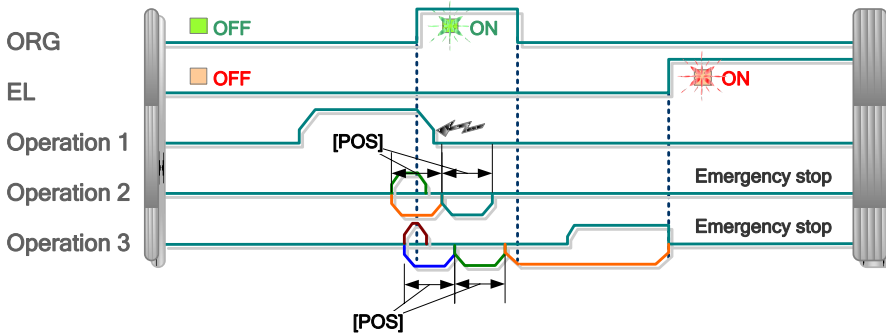 ORG
OFF
ON
EL
OFF
ON
Operation 1
[POS]
Operation 2
Emergency stop
Operation 3
Emergency stop
[POS]